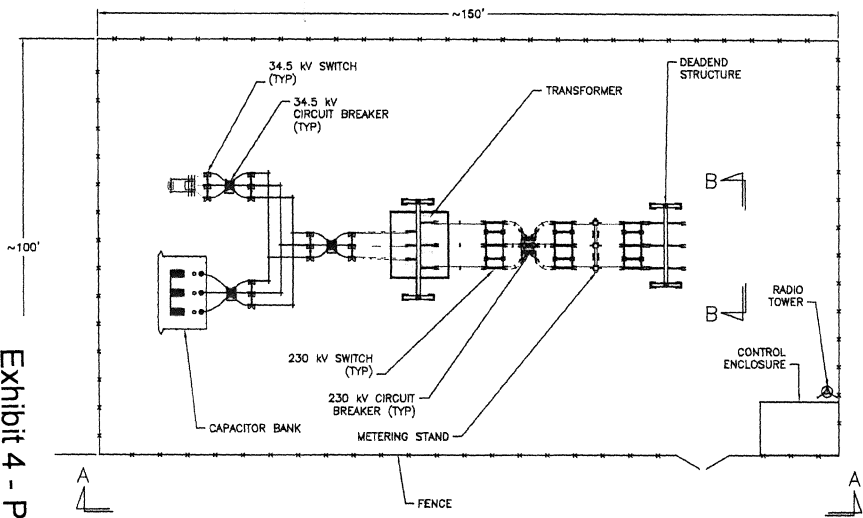 ~150'
34.5 kV SWITCH
(TYP)
34.5 kV
CIRCUIT BREAKER
(TYP)
TRANSFORMER
DEADEND
STRUCTURE
B
~100'
B
RADIO
TOWER
CONTROL
ENCLOSURE
230 kV SWITCH
(TYP)
230 kV CIRCUIT
BREAKER (TYP)
CAPACITOR BANK
METERING STAND
FENCE
A
A
Exhibit 4 - P